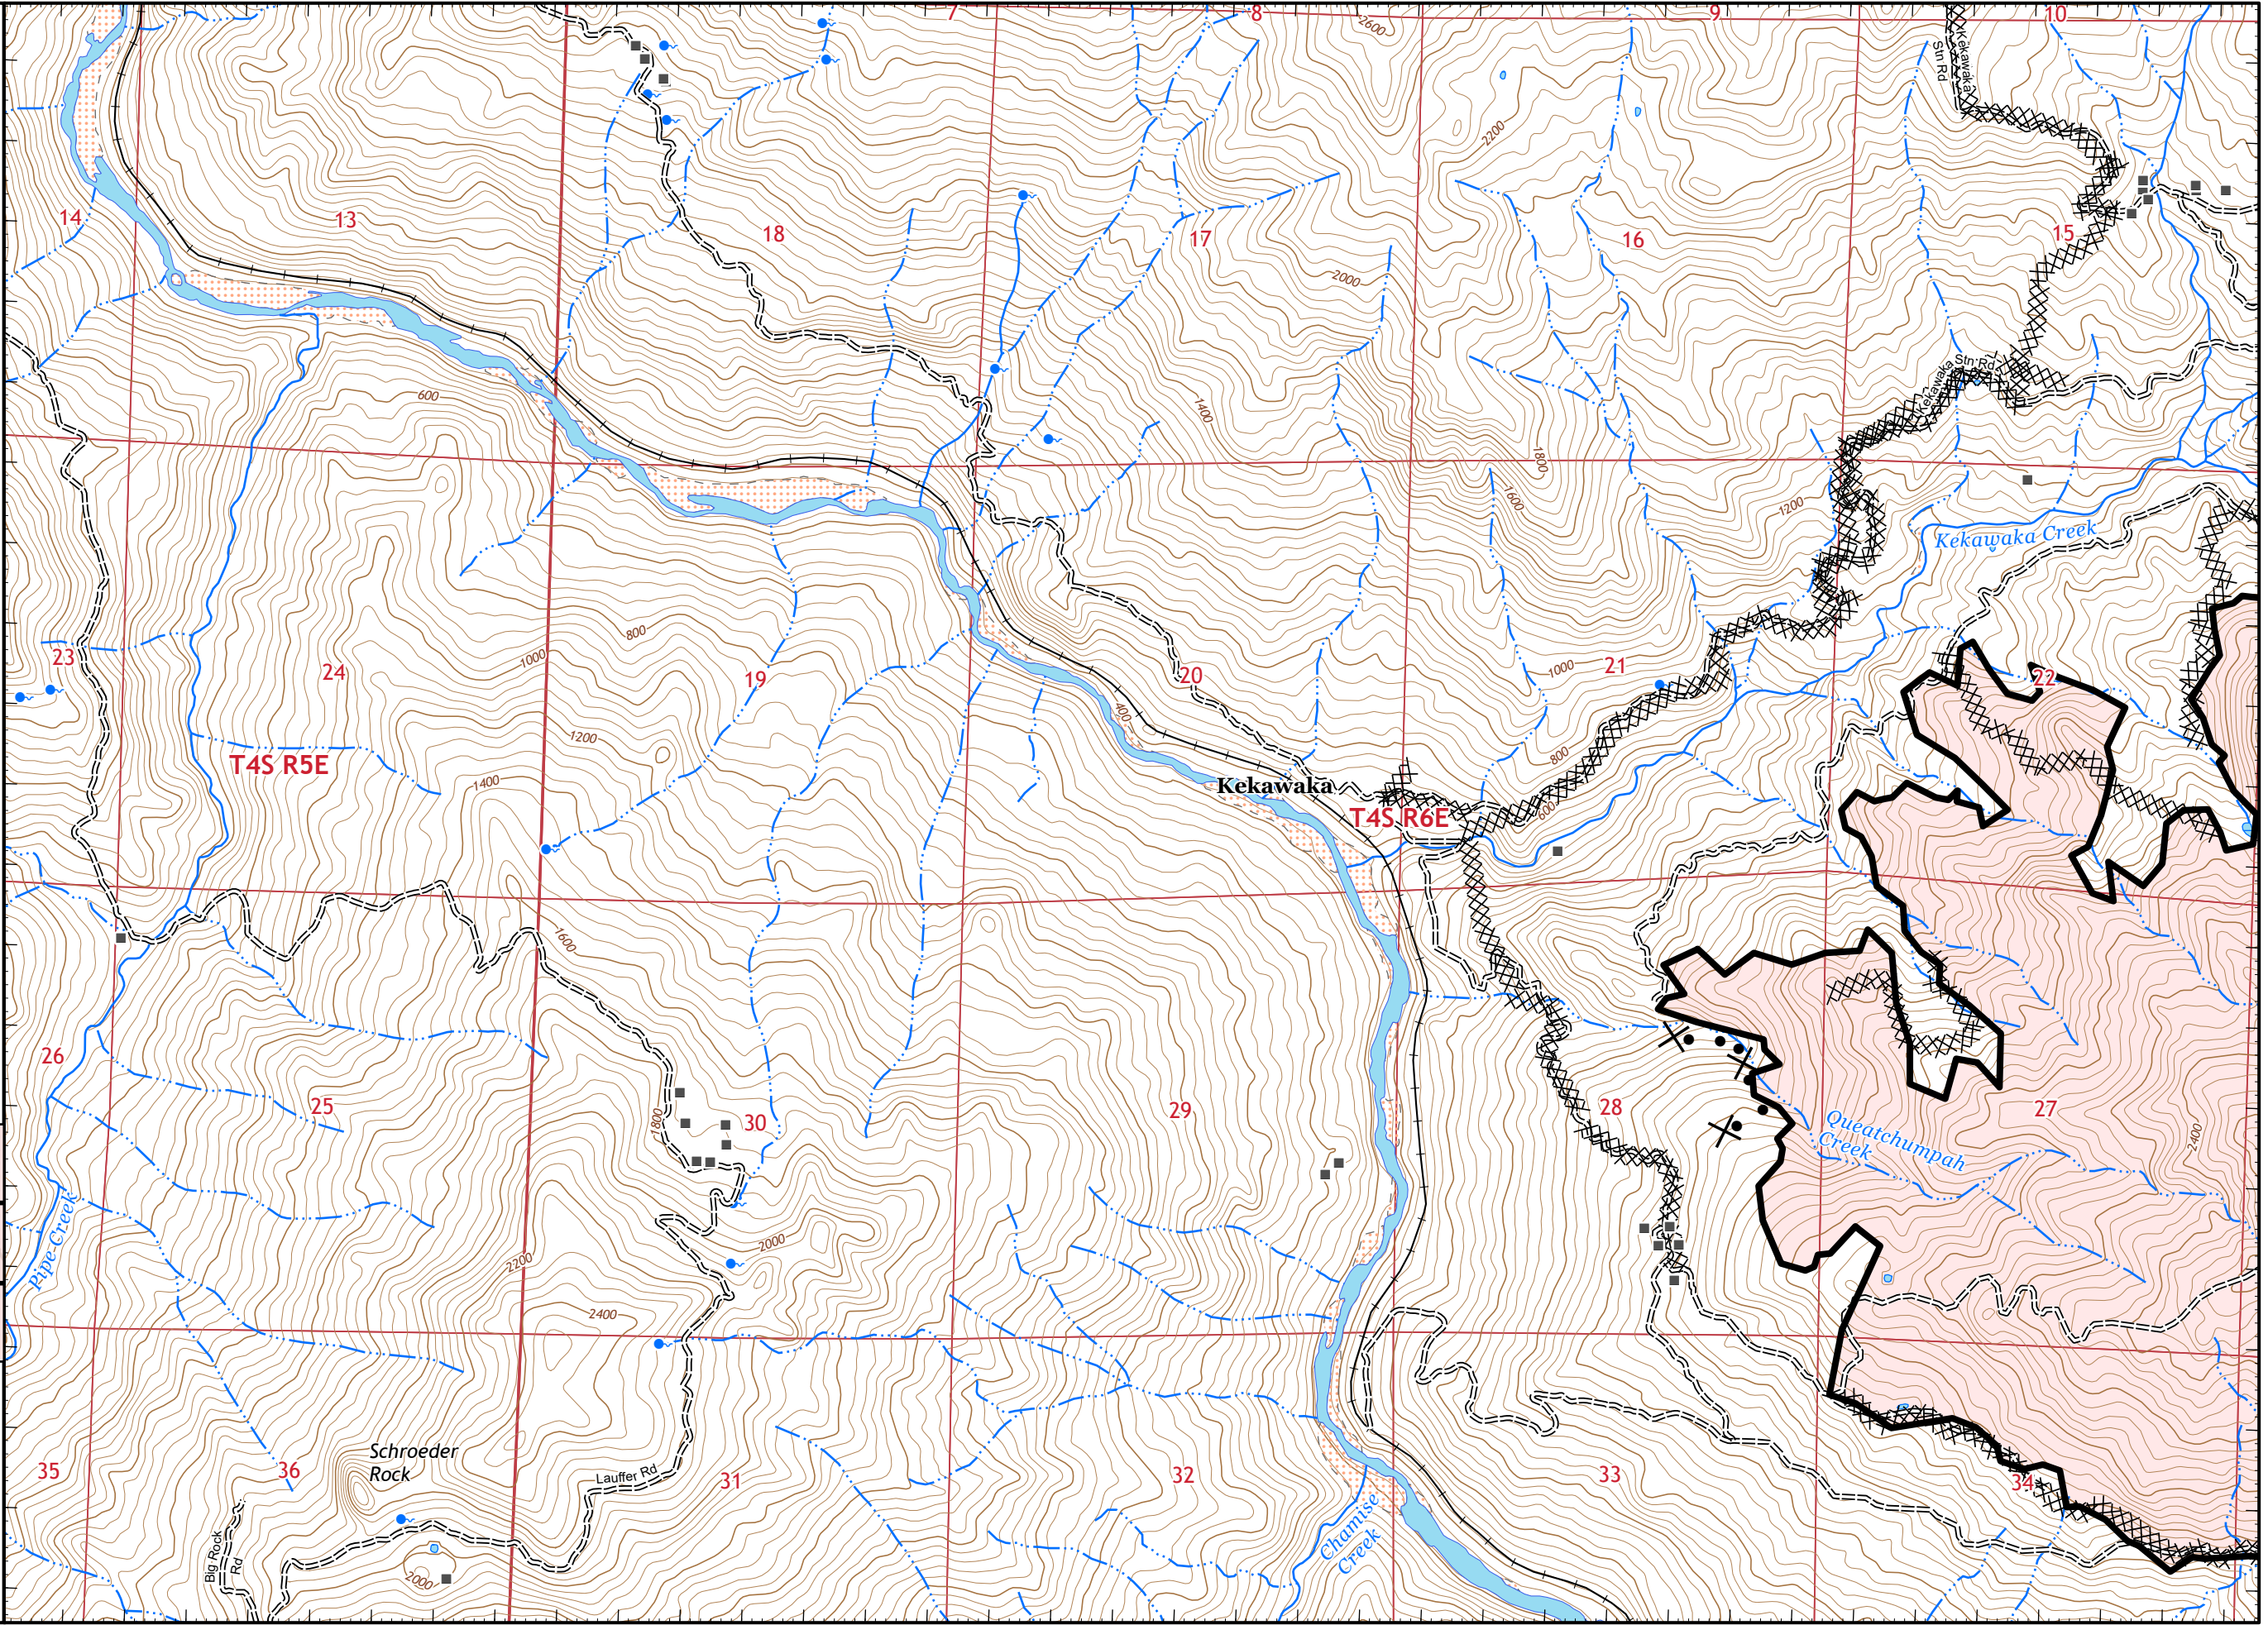 7
8
9
10
2600
Kekawaka
Stn Rd
2200
14
13
18
17
16
15
2000
600
1400
Kekawaka
Stn Rd
1800
1600
1200
Kekawaka Creek
23
24
800
1000
19
20
1000
21
22
400
1200
T4S R5E
1400
Kekawaka
800
600
T4S R6E
1600
26
25
1800
30
29
28
27
Queatchumpah
Creek
2400
Pipe Creek
2200
2000
2400
35
36
Schroeder
Rock
Lauffer Rd
31
32
33
34
Big Rock
Rd
2000
Chamise
Creek